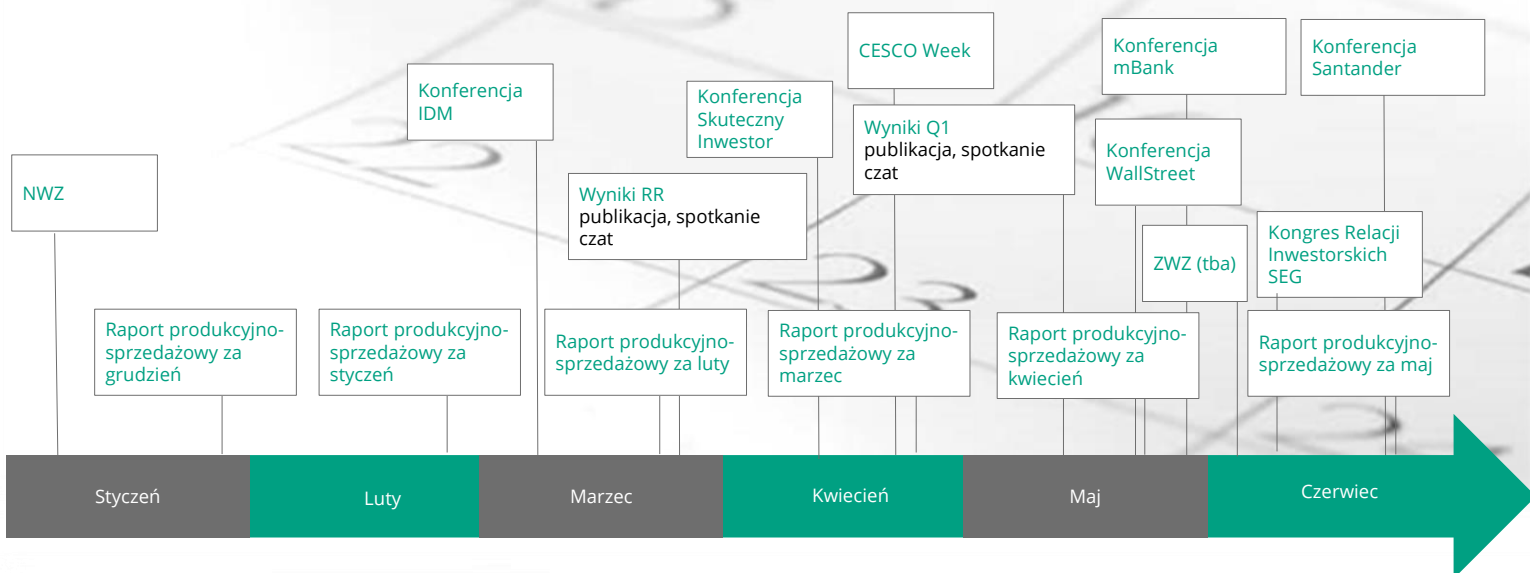 CESCO Week
Konferencja
mBank
Konferencja
Santander
Konferencja
IDM
Konferencja
Skuteczny
Inwestor
Wyniki Q1
publikacja, spotkanie
czat
Konferencja
WallStreet
NWZ
Wyniki RR
publikacja, spotkanie
czat
ZWZ (tba)
Kongres Relacji
Inwestorskich
SEG
Raport produkcyjno-
sprzedażowy za
grudzień
Raport produkcyjno-
sprzedażowy za
styczeń
Raport produkcyjno-
sprzedażowy za luty
Raport produkcyjno-
sprzedażowy za
marzec
Raport produkcyjno-
sprzedażowy za
kwiecień
Raport produkcyjno-
sprzedażowy za maj
Styczeń
Luty
Marzec
Kwiecień
Maj
Czerwiec